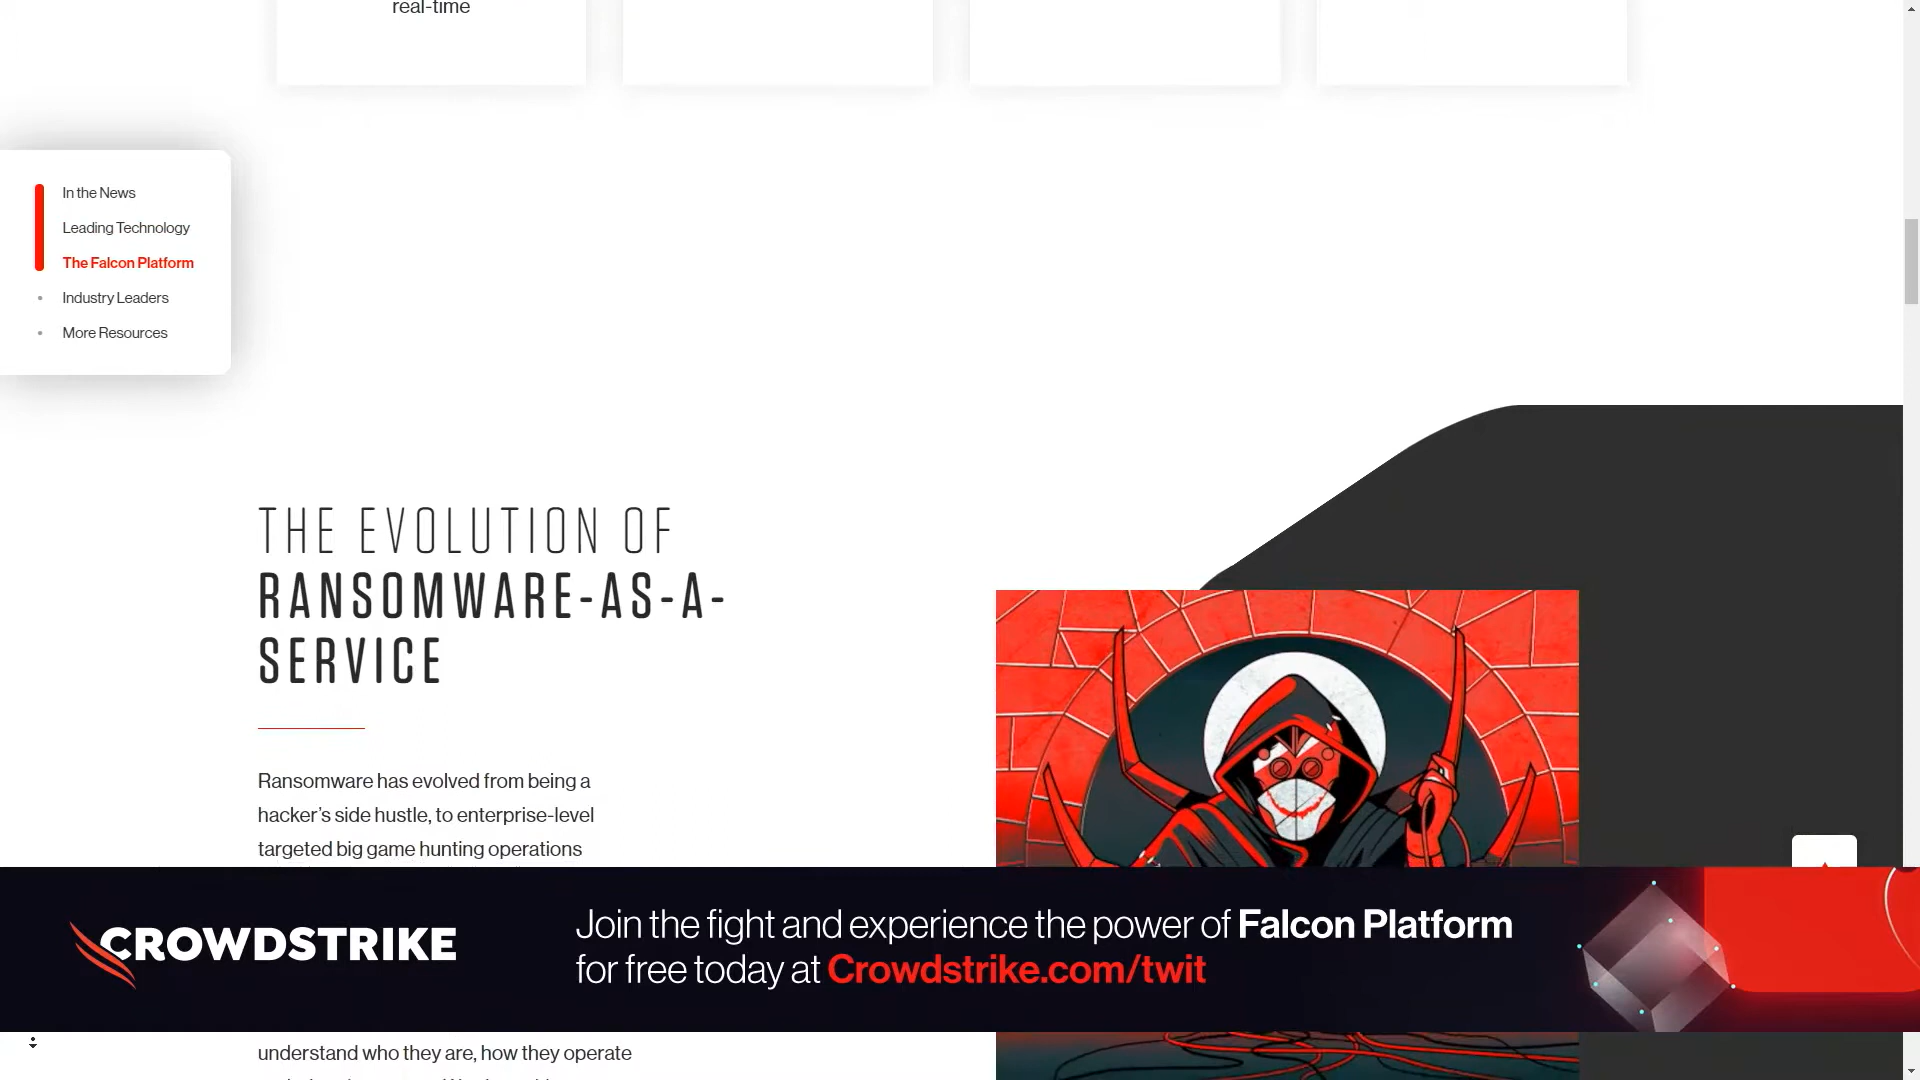 real-time
In the News
Leading Technology
The Falcon Platform
Industry Leaders
More Resources
THE EVOLUTION OF
RANSOMWARE-AS-A-
SERVICE
Ransomware has evolved from being a
hacker’s side hustle, to enterprise-level
targeted big game hunting operations
CROWDSTRIKE
Join the fight and experience the power of Falcon Platform
for free today at Crowdstrike.com/twit
understand who they are, how they operate